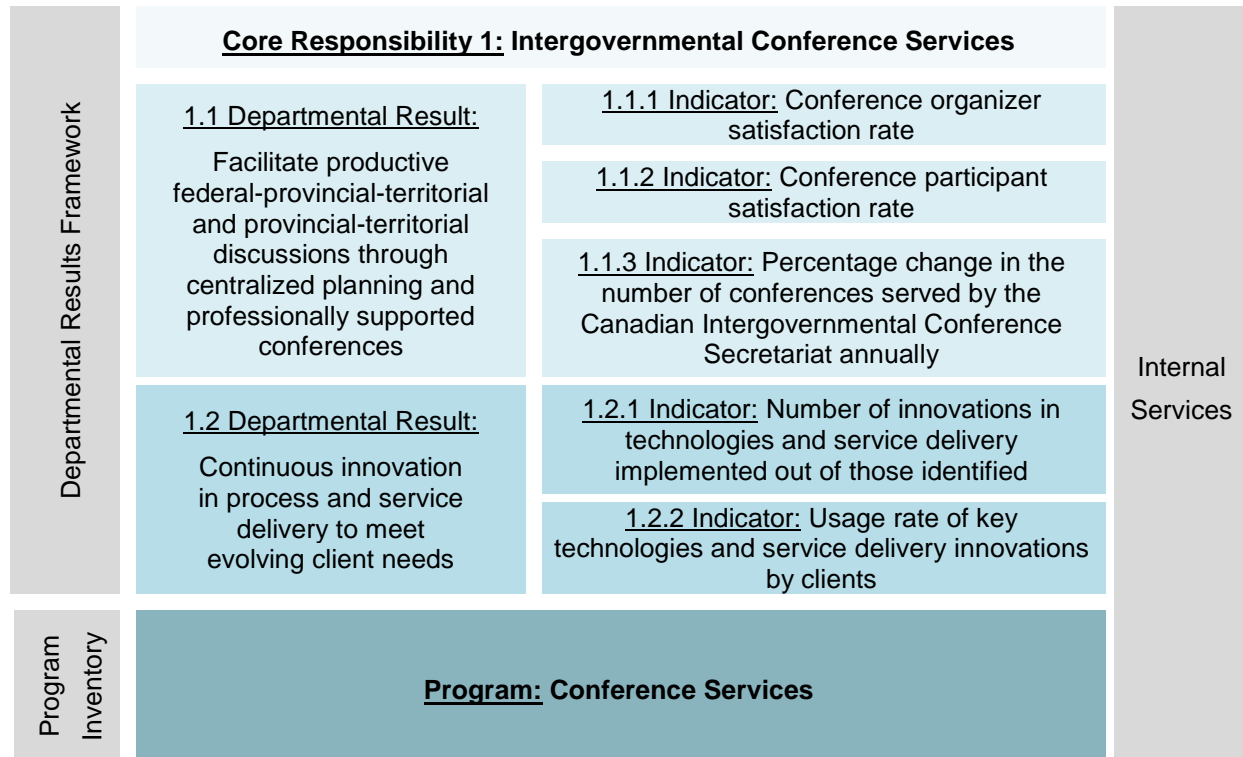 Departmental Results Framework
Core Responsibility 1: Intergovernmental Conference Services
1.1 Departmental Result:
Facilitate productive
federal-provincial-territorial
and provincial-territorial
discussions through
centralized planning and
professionally supported
conferences
1.1.1 Indicator: Conference organizer
satisfaction rate
1.1.2 Indicator: Conference participant
satisfaction rate
1.1.3 Indicator: Percentage change in the
number of conferences served by the
Canadian Intergovernmental Conference
Secretariat annually
1.2 Departmental Result:
Continuous innovation
in process and service
delivery to meet
evolving client needs
1.2.1 Indicator: Number of innovations in
technologies and service delivery
implemented out of those identified
1.2.2 Indicator: Usage rate of key
technologies and service delivery innovations
by clients
Internal
Services
Program
Inventory
Program: Conference Services